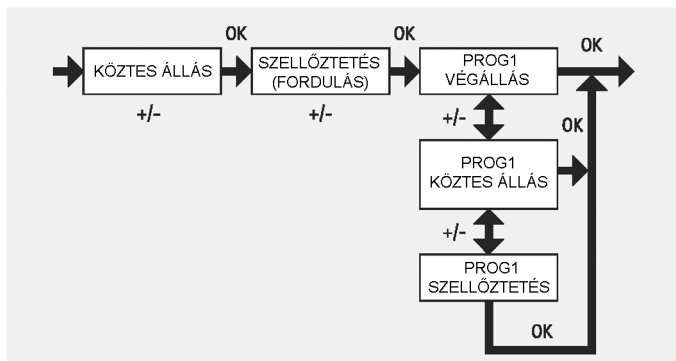 OK
OK
OK
KÖZTES ÁLLÁS
SZELLŐZTETÉS
(FORDULÁS)
PROG1
VÉGÁLLÁS
+/-
+/-
+/-
OK
PROG1
KÖZTES ÁLLÁS
+/-
PROG1
SZELLŐZTETÉS
OK